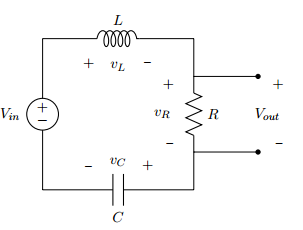 L
+ v_L −
+ +
V_in + − v_R R V_out
− −
− v_C +
C